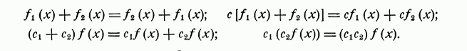 f₁(x) + f₂(x) = f₂(x) + f₁(x); c[f₁(x) + f₂(x)] = cf₁(x) + cf₂(x);
(c₁ + c₂)f(x) = c₁f(x) + c₂f(x); c₁(c₂f(x)) = (c₁c₂)f(x).